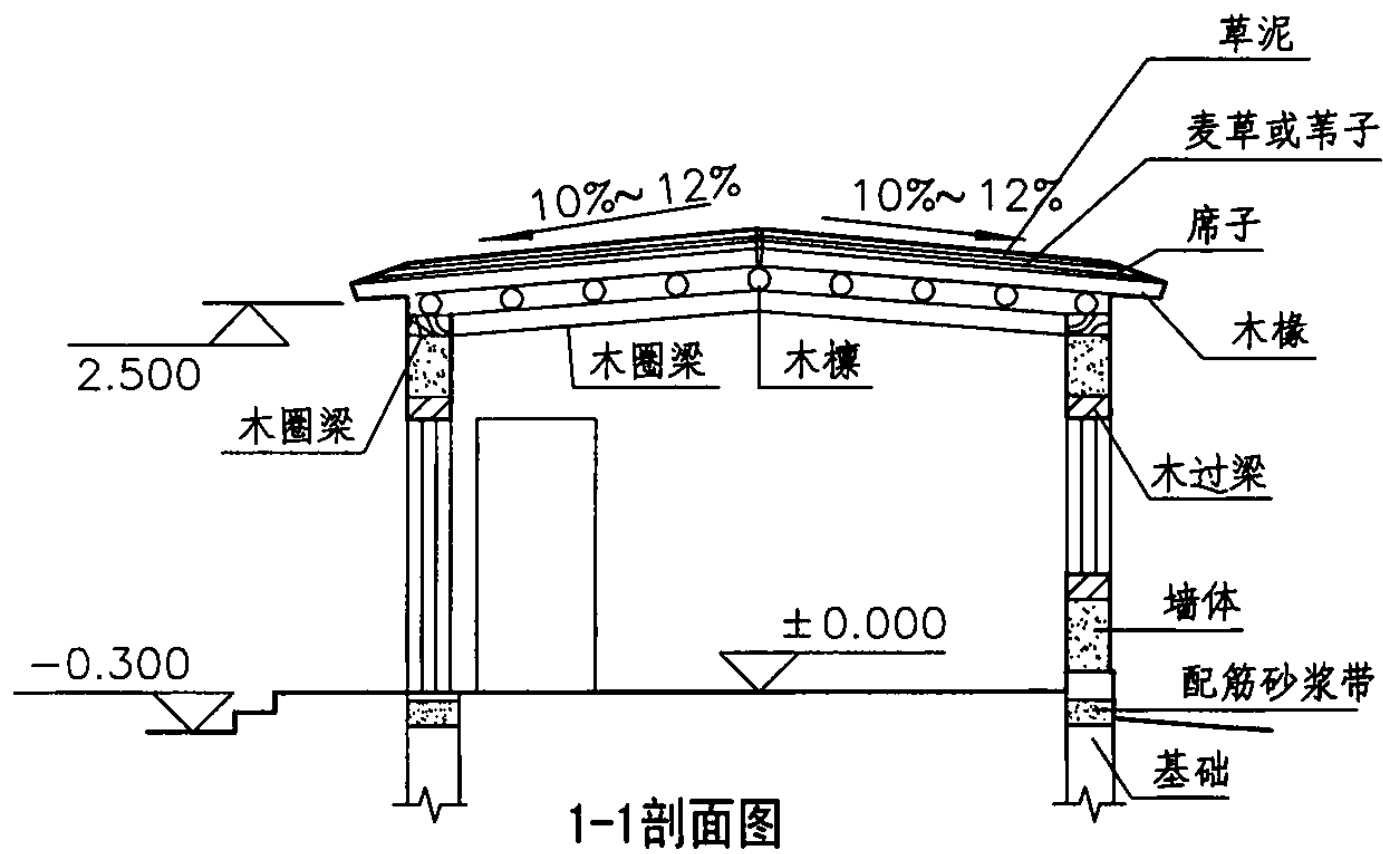 草泥
麦草或苇子
10%~12%
10%~12%
席子
木椽
2.500
木圈梁
木檩
木圈梁
木过梁
墙体
±0.000
-0.300
配筋砂浆带
基础
1-1剖面图